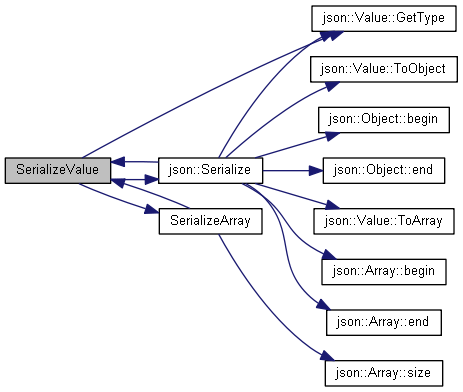 json::Value::GetType
json::Value::ToObject
json::Object::begin
SerializeValue
json::Serialize
json::Object::end
SerializeArray
json::Value::ToArray
json::Array::begin
json::Array::end
json::Array::size